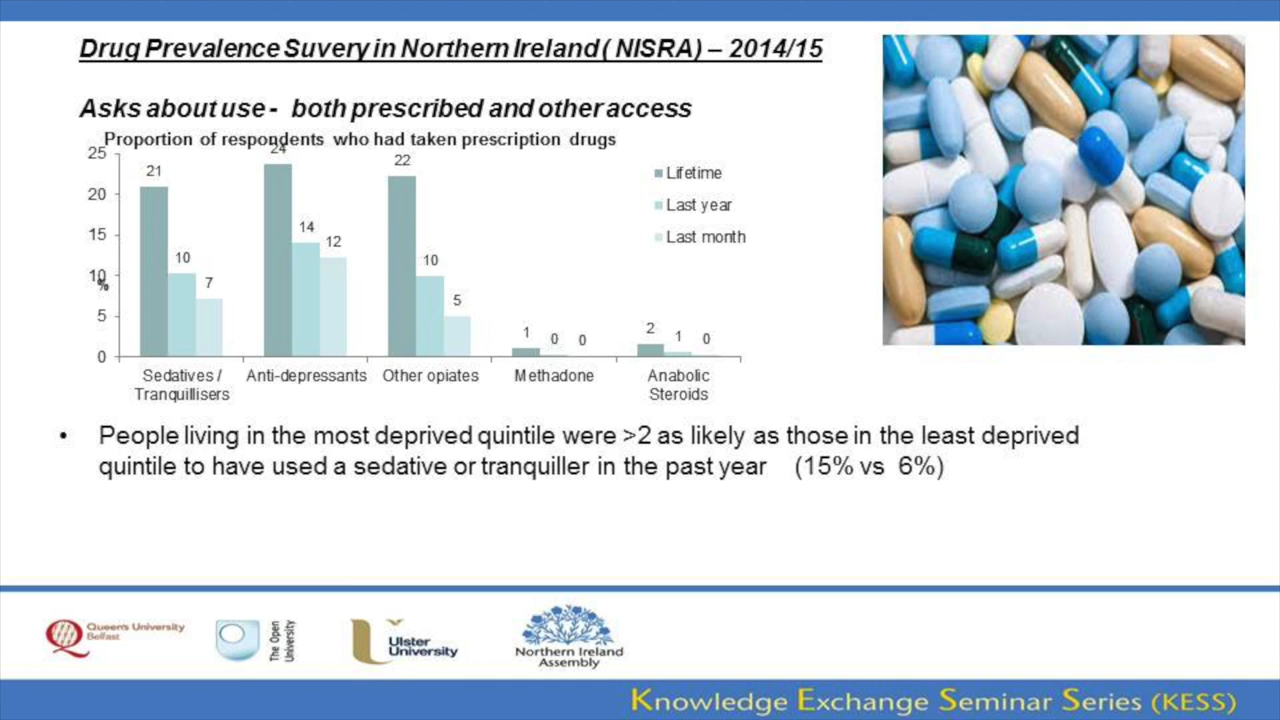 Drug Prevalence Suvery in Northern Ireland ( NISRA) – 2014/15
Asks about use - both prescribed and other access
Proportion of respondents who had taken prescription drugs
25
20
15
10
5
0
%
21
10
7
24
14
12
22
10
5
1
0
0
2
1
0
Sedatives /
Tranquillisers
Anti-depressants
Other opiates
Methadone
Anabolic
Steroids
Lifetime
Last year
Last month
• People living in the most deprived quintile were >2 as likely as those in the least deprived
quintile to have used a sedative or tranquiller in the past year (15% vs 6%)
Queen's University
Belfast
The Open
University
Ulster
University
Northern Ireland
Assembly
Knowledge Exchange Seminar Series (KESS)